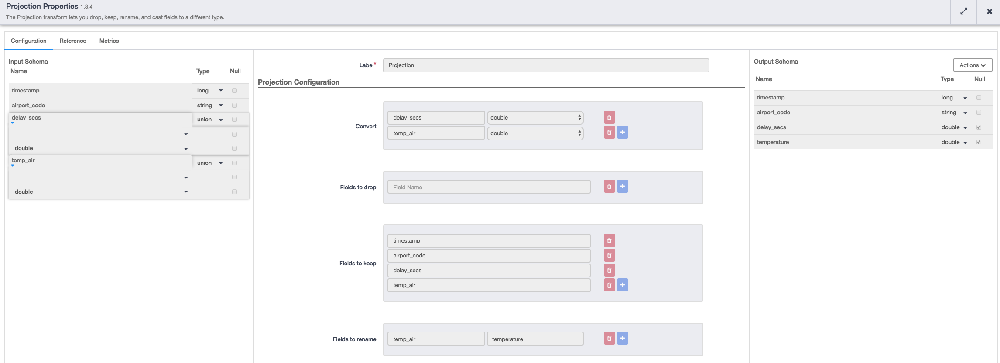 Projection Properties 1.8.4
The Projection transform lets you drop, keep, rename, and cast fields to a different type.
Configuration Reference Metrics
Input Schema
Name Type Null
timestamp long
airport_code string
delay_secs union
double
temp_air union
double
Label* Projection
Projection Configuration
Convert
delay_secs double
temp_air double
Fields to drop Field Name
Fields to keep
timestamp
airport_code
delay_secs
temp_air
Fields to rename temp_air temperature
Output Schema
Actions
Name Type Null
timestamp long
airport_code string
delay_secs double
temperature double